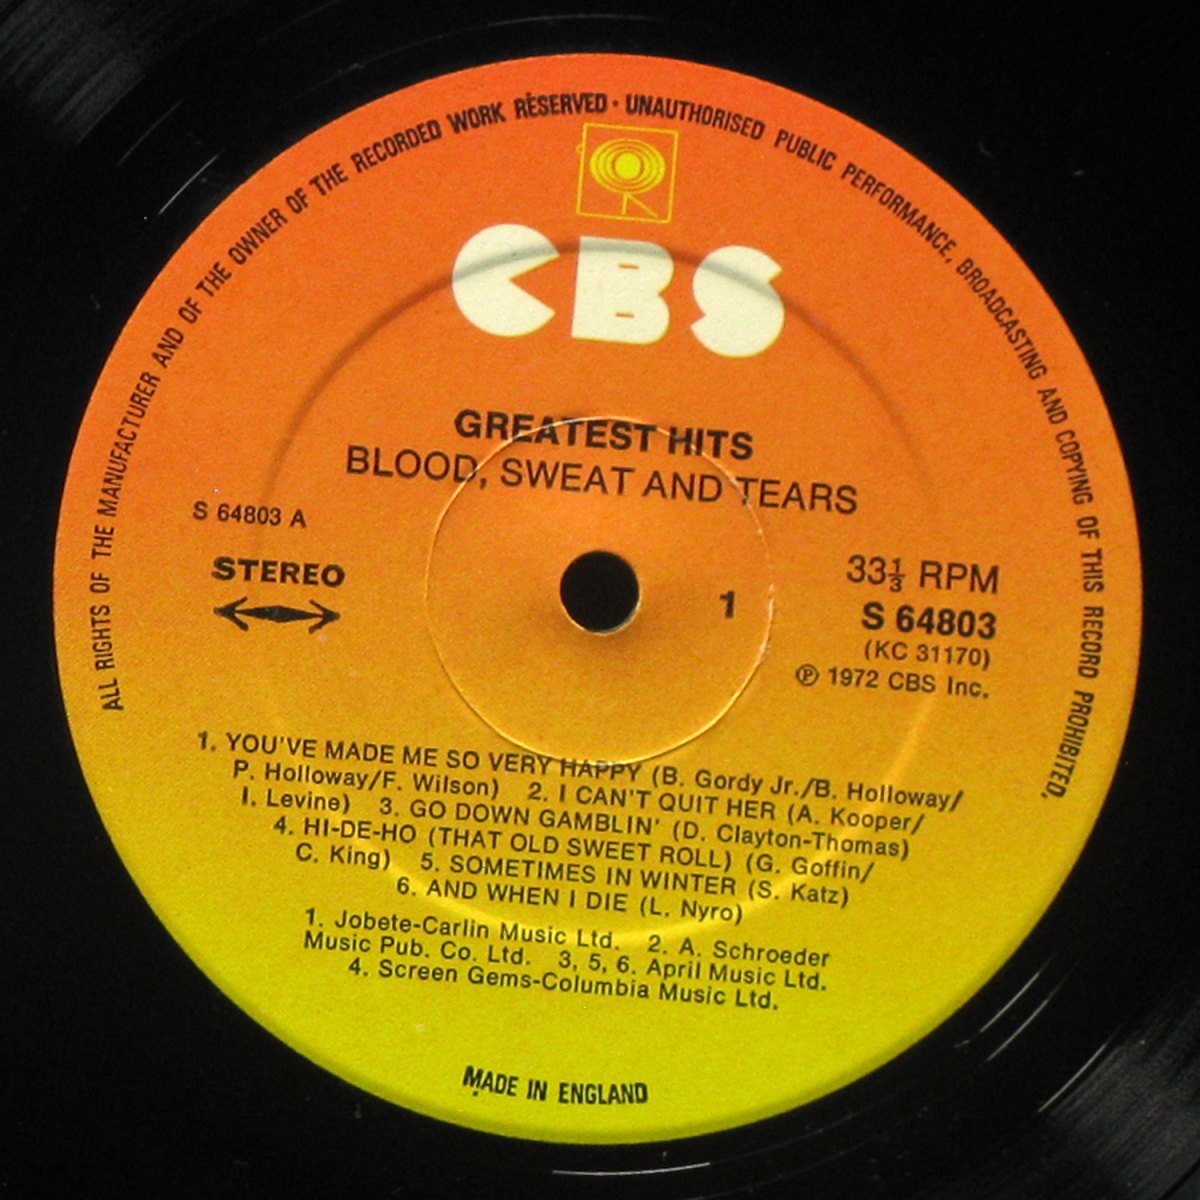 ALL RIGHTS OF THE MANUFACTURER AND OF THE OWNER OF THE RECORDED WORK RESERVED · UNAUTHORISED PUBLIC PERFORMANCE, BROADCASTING AND COPYING OF THIS RECORD PROHIBITED.
CBS
GREATEST HITS
BLOOD, SWEAT AND TEARS
S 64803 A
STEREO
1
33⅓ RPM
S 64803
(KC 31170)
℗ 1972 CBS Inc.
1. YOU'VE MADE ME SO VERY HAPPY (B. Gordy Jr./B. Holloway/
P. Holloway/F. Wilson) 2. I CAN'T QUIT HER (A. Kooper/
I. Levine) 3. GO DOWN GAMBLIN' (D. Clayton-Thomas)
4. HI-DE-HO (THAT OLD SWEET ROLL) (G. Goffin/
C. King) 5. SOMETIMES IN WINTER (S. Katz)
6. AND WHEN I DIE (L. Nyro)
1. Jobete-Carlin Music Ltd. 2. A. Schroeder
Music Pub. Co. Ltd. 3, 5, 6. April Music Ltd.
4. Screen Gems-Columbia Music Ltd.
MADE IN ENGLAND